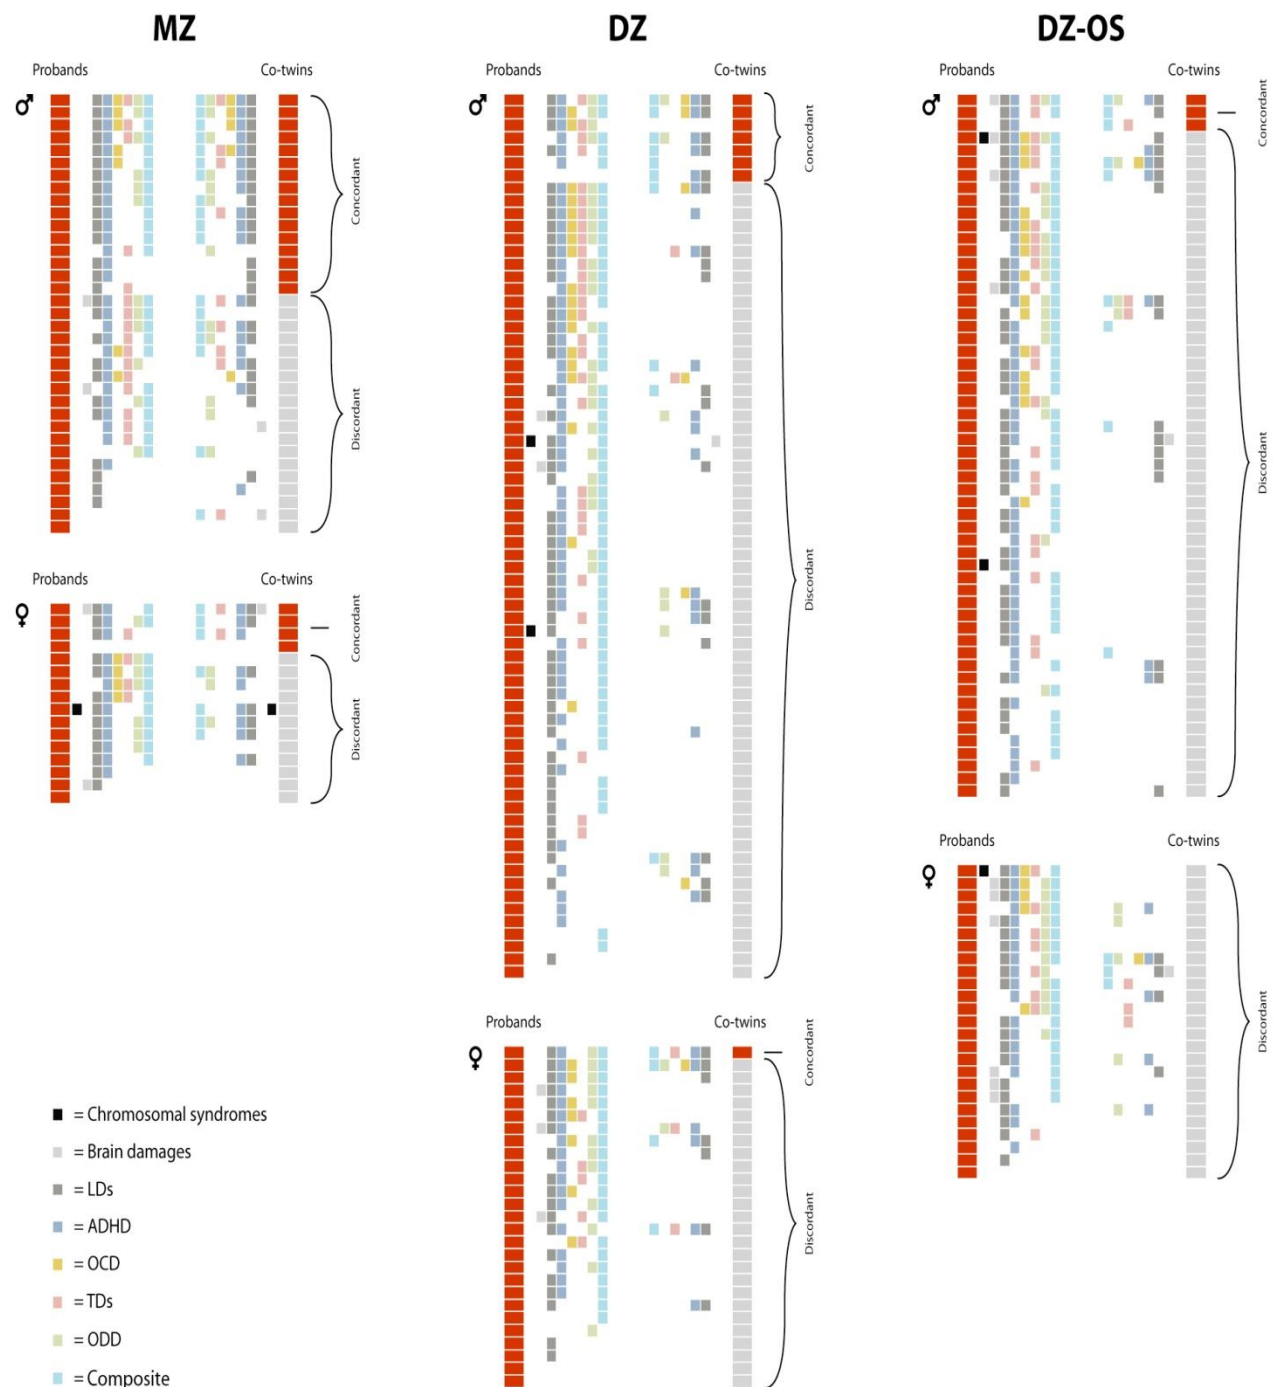 MZ
DZ
DZ-OS
Probands
Co-twins
♂
Concordant
Discordant
Probands
Co-twins
♀
Concordant
Discordant
Probands
Co-twins
♂
Concordant
Discordant
Probands
Co-twins
♀
Concordant
Discordant
Probands
Co-twins
♂
Concordant
Discordant
Probands
Co-twins
♀
Discordant
= Chromosomal syndromes
= Brain damages
= LDs
= ADHD
= OCD
= TDs
= ODD
= Composite